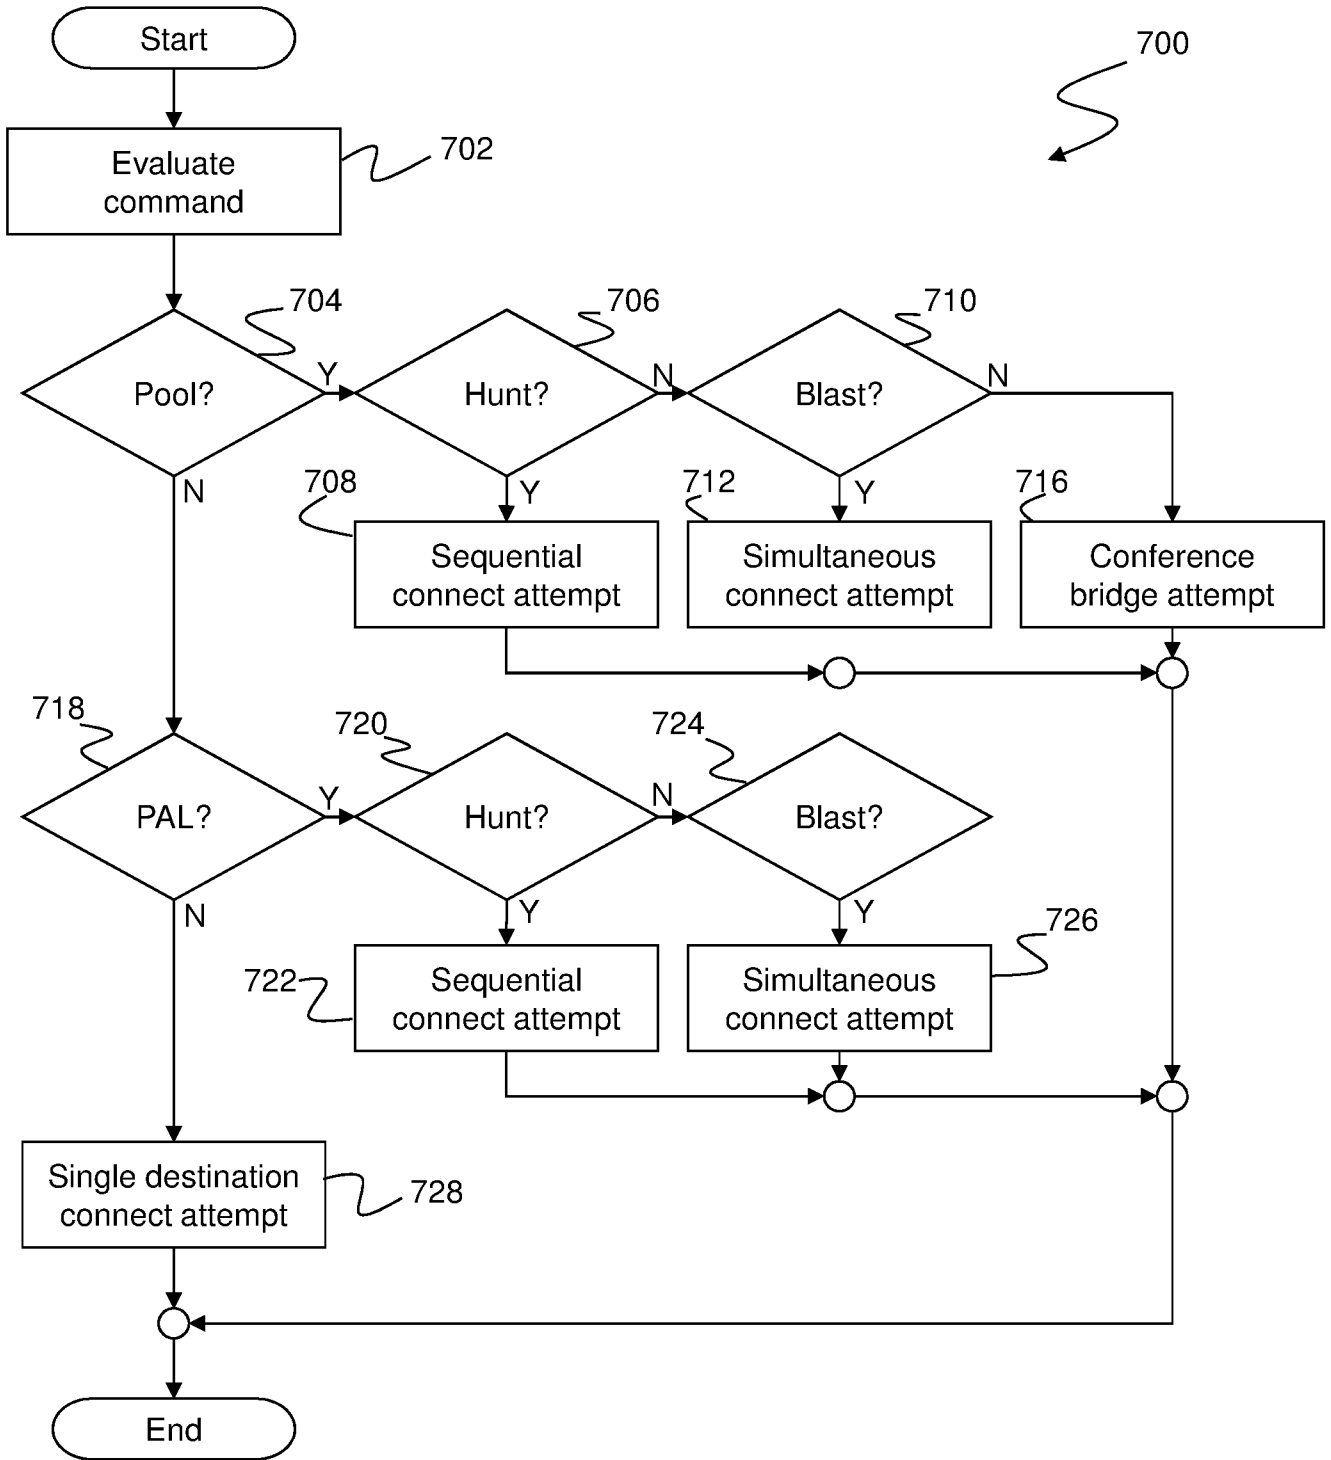 Start
700
Evaluate
command
702
704
706
710
Pool?
Y
Hunt?
N
Blast?
N
N
708
Y
712
Y
716
Sequential
connect attempt
Simultaneous
connect attempt
Conference
bridge attempt
718
720
724
PAL?
Y
Hunt?
N
Blast?
N
Y
Y
726
722
Sequential
connect attempt
Simultaneous
connect attempt
Single destination
connect attempt
728
End